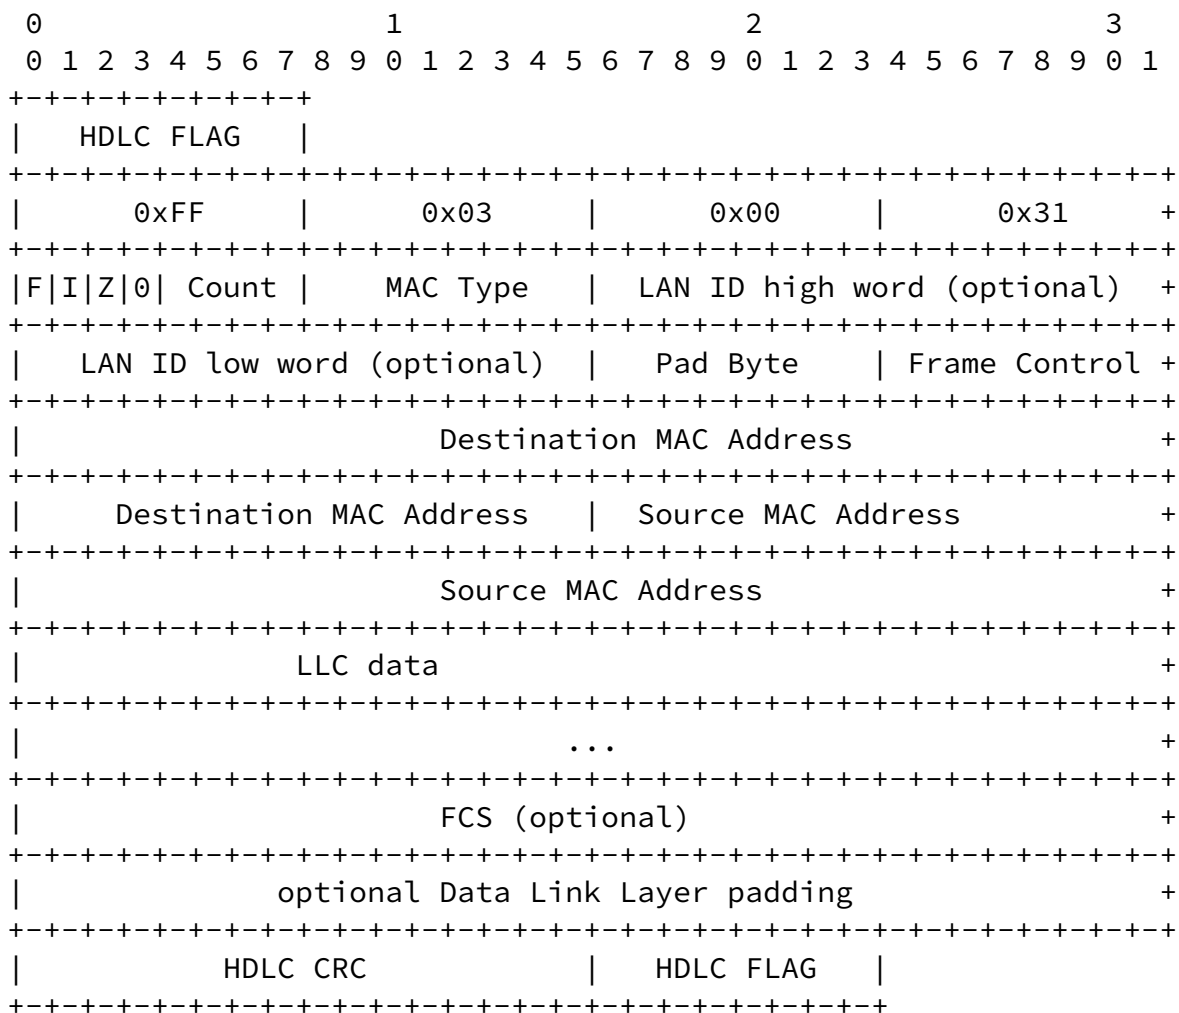 0                   1                   2                   3
 0 1 2 3 4 5 6 7 8 9 0 1 2 3 4 5 6 7 8 9 0 1 2 3 4 5 6 7 8 9 0 1
+-+-+-+-+-+-+-+-+
|   HDLC FLAG   |
+-+-+-+-+-+-+-+-+-+-+-+-+-+-+-+-+-+-+-+-+-+-+-+-+-+-+-+-+-+-+-+-+
|      0xFF     |      0x03     |      0x00     |      0x31     +
+-+-+-+-+-+-+-+-+-+-+-+-+-+-+-+-+-+-+-+-+-+-+-+-+-+-+-+-+-+-+-+-+
|F|I|Z|0| Count |    MAC Type   |  LAN ID high word (optional)  +
+-+-+-+-+-+-+-+-+-+-+-+-+-+-+-+-+-+-+-+-+-+-+-+-+-+-+-+-+-+-+-+-+
|   LAN ID low word (optional)  |   Pad Byte    | Frame Control +
+-+-+-+-+-+-+-+-+-+-+-+-+-+-+-+-+-+-+-+-+-+-+-+-+-+-+-+-+-+-+-+-+
|                       Destination MAC Address                 +
+-+-+-+-+-+-+-+-+-+-+-+-+-+-+-+-+-+-+-+-+-+-+-+-+-+-+-+-+-+-+-+-+
|     Destination MAC Address   |  Source MAC Address           +
+-+-+-+-+-+-+-+-+-+-+-+-+-+-+-+-+-+-+-+-+-+-+-+-+-+-+-+-+-+-+-+-+
|                       Source MAC Address                      +
+-+-+-+-+-+-+-+-+-+-+-+-+-+-+-+-+-+-+-+-+-+-+-+-+-+-+-+-+-+-+-+-+
|               LLC data                                        +
+-+-+-+-+-+-+-+-+-+-+-+-+-+-+-+-+-+-+-+-+-+-+-+-+-+-+-+-+-+-+-+-+
|                              ...                              +
+-+-+-+-+-+-+-+-+-+-+-+-+-+-+-+-+-+-+-+-+-+-+-+-+-+-+-+-+-+-+-+-+
|                       FCS (optional)                          +
+-+-+-+-+-+-+-+-+-+-+-+-+-+-+-+-+-+-+-+-+-+-+-+-+-+-+-+-+-+-+-+-+
|              optional Data Link Layer padding                 +
+-+-+-+-+-+-+-+-+-+-+-+-+-+-+-+-+-+-+-+-+-+-+-+-+-+-+-+-+-+-+-+-+
|           HDLC CRC            |   HDLC FLAG   |
+-+-+-+-+-+-+-+-+-+-+-+-+-+-+-+-+-+-+-+-+-+-+-+-+